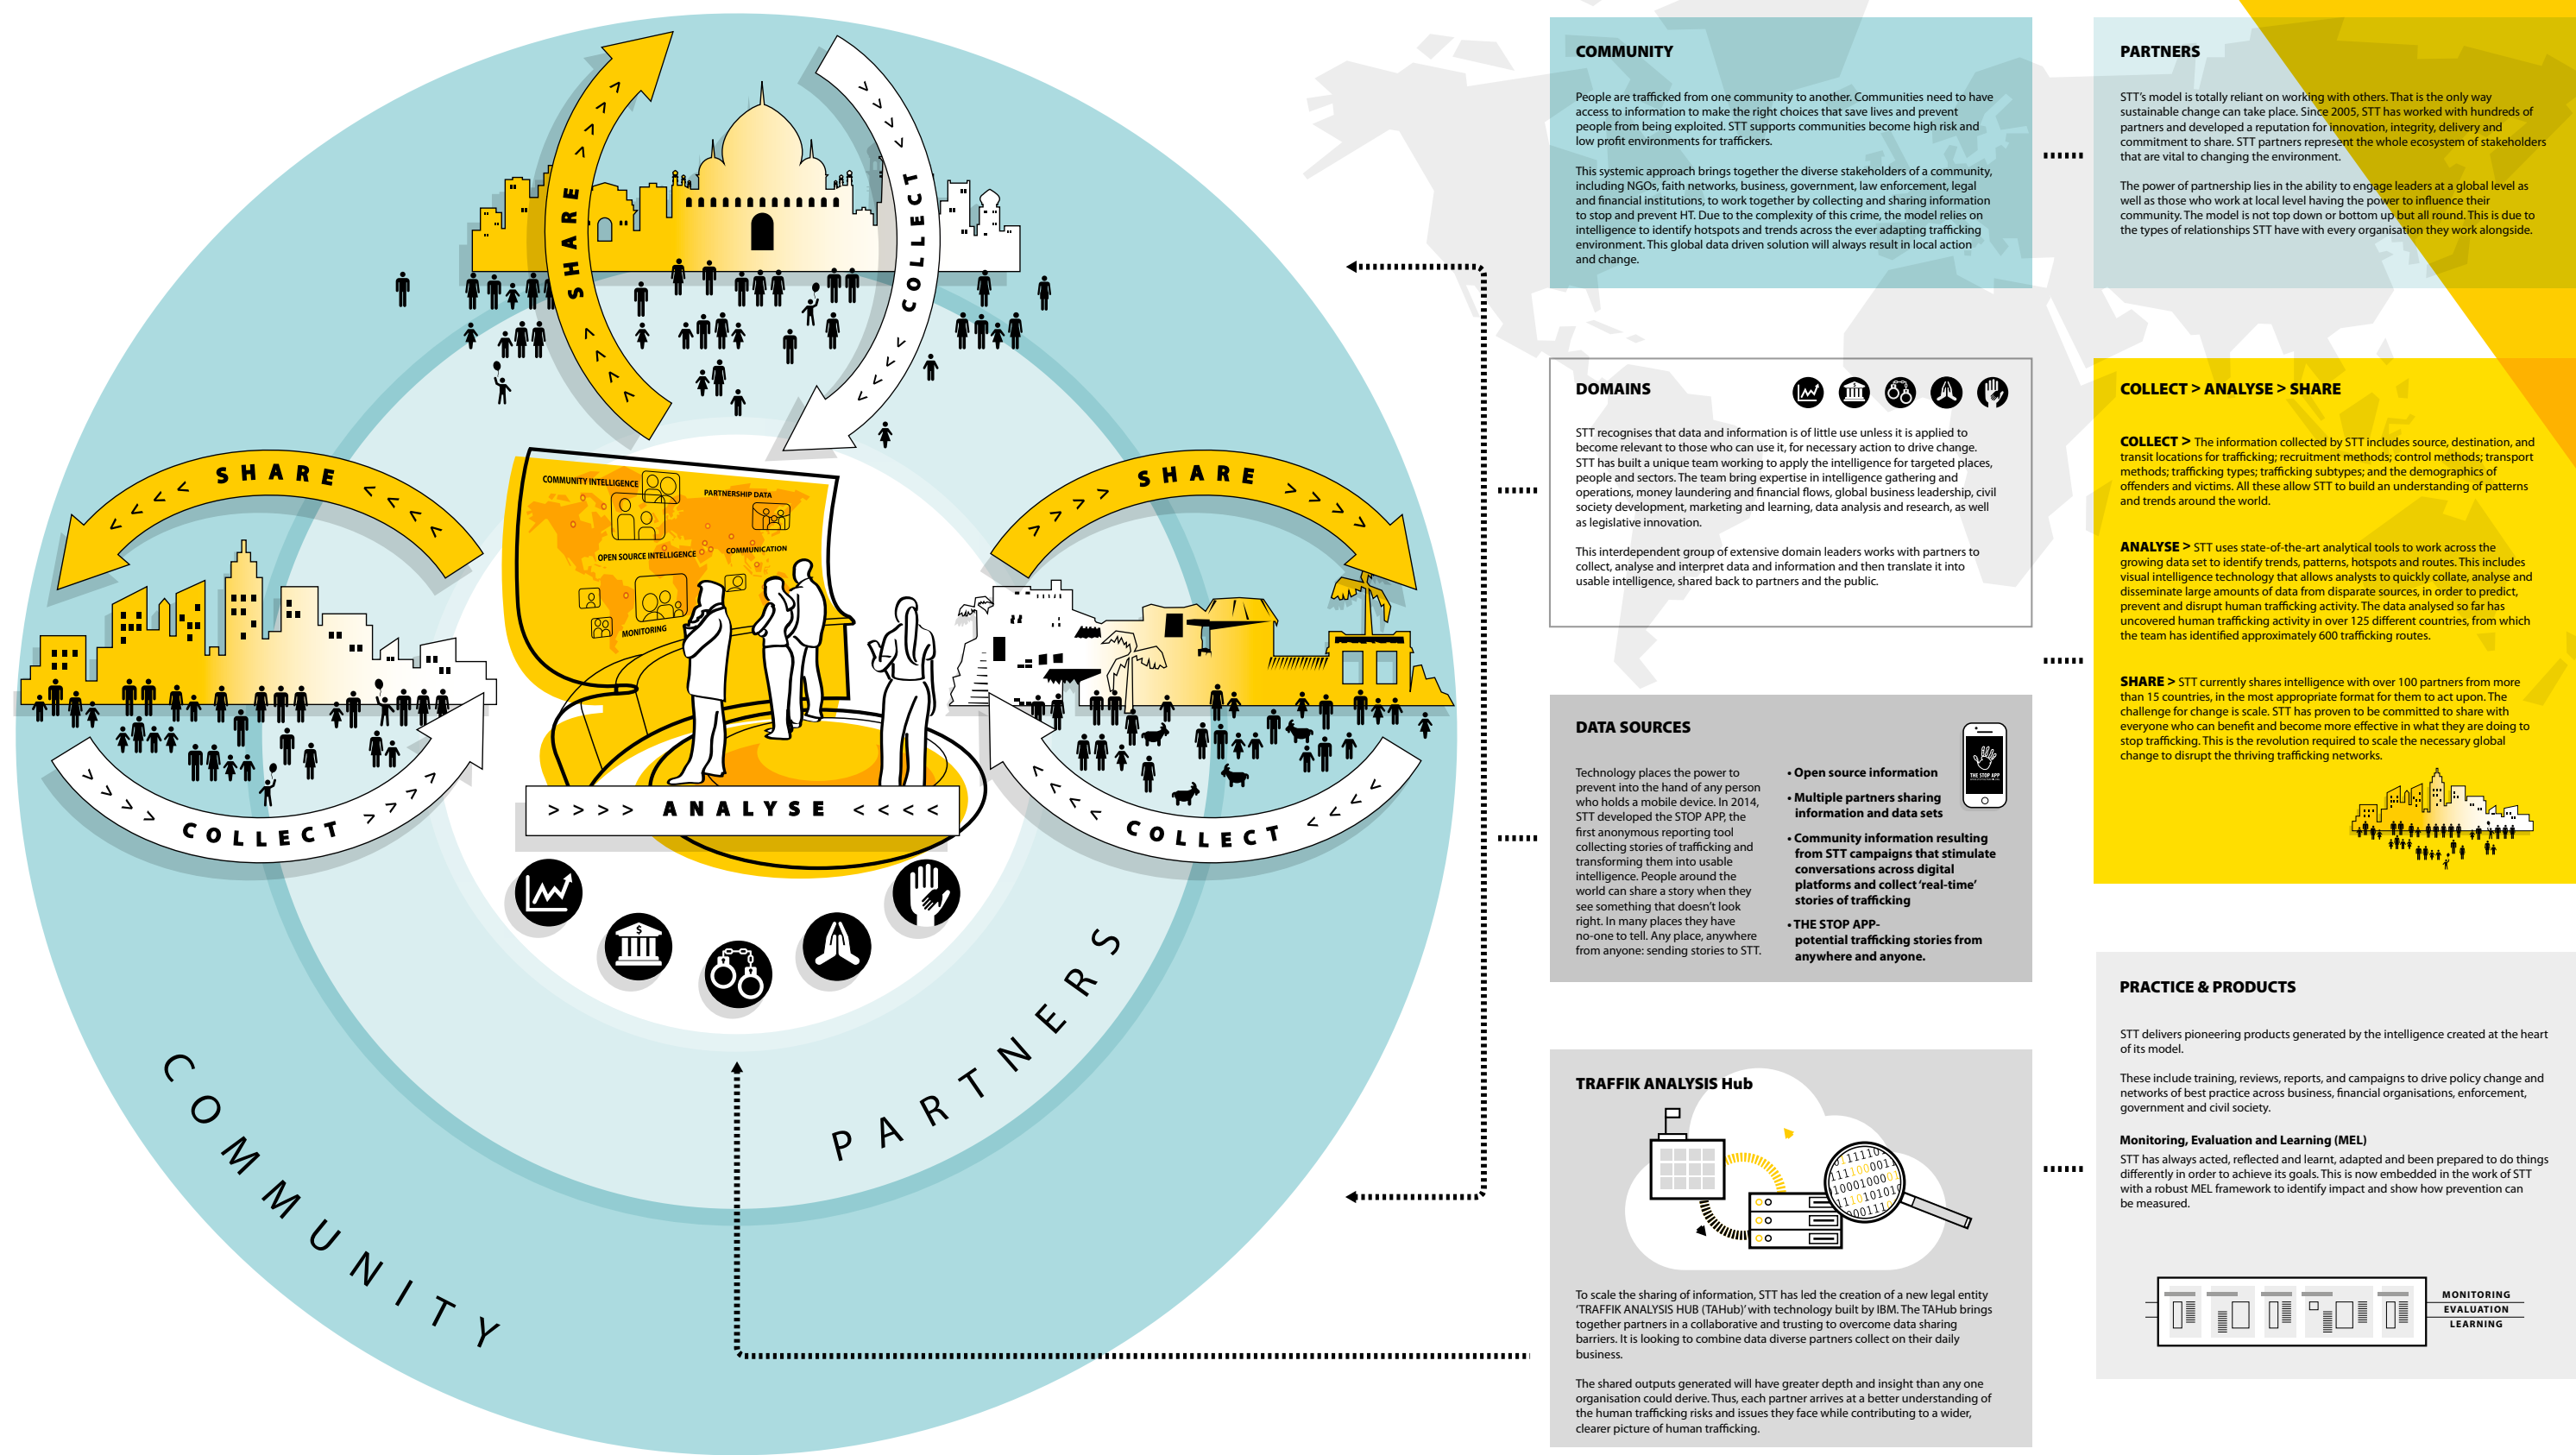 SHARE
COLLECT
SHARE
COLLECT
SHARE
COLLECT
COMMUNITY INTELLIGENCE
PARTNERSHIP DATA
OPEN SOURCE INTELLIGENCE
COMMUNICATION
MONITORING
> > > > ANALYSE < < < <
$
PARTNERS
COMMUNITY
COMMUNITY
People are trafficked from one community to another. Communities need to have
access to information to make the right choices that save lives and prevent
people from being exploited. STT supports communities become high risk and
low profit environments for traffickers.
This systemic approach brings together the diverse stakeholders of a community,
including NGOs, faith networks, business, government, law enforcement, legal
and financial institutions, to work together by collecting and sharing information
to stop and prevent HT. Due to the complexity of this crime, the model relies on
intelligence to identify hotspots and trends across the ever adapting trafficking
environment. This global data driven solution will always result in local action
and change.
PARTNERS
STT's model is totally reliant on working with others. That is the only way
sustainable change can take place. Since 2005, STT has worked with hundreds of
partners and developed a reputation for innovation, integrity, delivery and
commitment to share. STT partners represent the whole ecosystem of stakeholders
that are vital to changing the environment.
The power of partnership lies in the ability to engage leaders at a global level as
well as those who work at local level having the power to influence their
community. The model is not top down or bottom up but all round. This is due to
the types of relationships STT have with every organisation they work alongside.
DOMAINS
STT recognises that data and information is of little use unless it is applied to
become relevant to those who can use it, for necessary action to drive change.
STT has built a unique team working to apply the intelligence for targeted places,
people and sectors. The team bring expertise in intelligence gathering and
operations, money laundering and financial flows, global business leadership, civil
society development, marketing and learning, data analysis and research, as well
as legislative innovation.
This interdependent group of extensive domain leaders works with partners to
collect, analyse and interpret data and information and then translate it into
usable intelligence, shared back to partners and the public.
COLLECT > ANALYSE > SHARE
COLLECT > The information collected by STT includes source, destination, and
transit locations for trafficking; recruitment methods; control methods; transport
methods; trafficking types; trafficking subtypes; and the demographics of
offenders and victims. All these allow STT to build an understanding of patterns
and trends around the world.
ANALYSE > STT uses state-of-the-art analytical tools to work across the
growing data set to identify trends, patterns, hotspots and routes. This includes
visual intelligence technology that allows analysts to quickly collate, analyse and
disseminate large amounts of data from disparate sources, in order to predict,
prevent and disrupt human trafficking activity. The data analysed so far has
uncovered human trafficking activity in over 125 different countries, from which
the team has identified approximately 600 trafficking routes.
SHARE > STT currently shares intelligence with over 100 partners from more
than 15 countries, in the most appropriate format for them to act upon. The
challenge for change is scale. STT has proven to be committed to share with
everyone who can benefit and become more effective in what they are doing to
stop trafficking. This is the revolution required to scale the necessary global
change to disrupt the thriving trafficking networks.
DATA SOURCES
Technology places the power to
prevent into the hand of any person
who holds a mobile device. In 2014,
STT developed the STOP APP, the
first anonymous reporting tool
collecting stories of trafficking and
transforming them into usable
intelligence. People around the
world can share a story when they
see something that doesn't look
right. In many places they have
no-one to tell. Any place, anywhere
from anyone: sending stories to STT.
• Open source information
• Multiple partners sharing
information and data sets
• Community information resulting
from STT campaigns that stimulate
conversations across digital
platforms and collect 'real-time'
stories of trafficking
• THE STOP APP-
potential trafficking stories from
anywhere and anyone.
THE STOP APP
TRAFFIK ANALYSIS Hub
To scale the sharing of information, STT has led the creation of a new legal entity
'TRAFFIK ANALYSIS HUB (TAHub)' with technology built by IBM. The TAHub brings
together partners in a collaborative and trusting to overcome data sharing
barriers. It is looking to combine data diverse partners collect on their daily
business.
The shared outputs generated will have greater depth and insight than any one
organisation could derive. Thus, each partner arrives at a better understanding of
the human trafficking risks and issues they face while contributing to a wider,
clearer picture of human trafficking.
PRACTICE & PRODUCTS
STT delivers pioneering products generated by the intelligence created at the heart
of its model.
These include training, reviews, reports, and campaigns to drive policy change and
networks of best practice across business, financial organisations, enforcement,
government and civil society.
Monitoring, Evaluation and Learning (MEL)
STT has always acted, reflected and learnt, adapted and been prepared to do things
differently in order to achieve its goals. This is now embedded in the work of STT
with a robust MEL framework to identify impact and show how prevention can
be measured.
MONITORING
EVALUATION
LEARNING